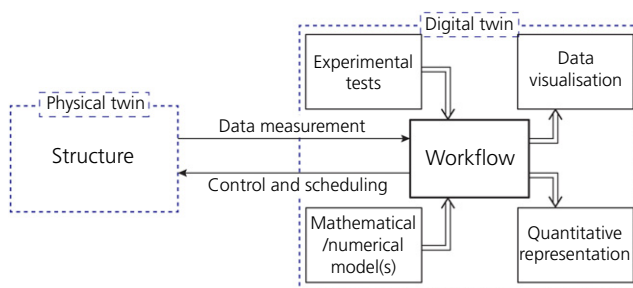 Digital twin
Experimental
tests
Data
visualisation
Physical twin
Structure
Data measurement
Workflow
Control and scheduling
Mathematical
/numerical
model(s)
Quantitative
representation